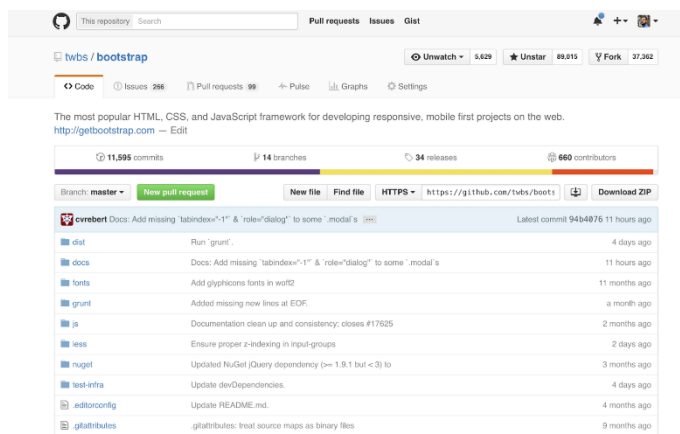 This repository Search Pull requests Issues Gist
twbs / bootstrap Unwatch 5,629 Unstar 89,015 Fork 37,362
Code Issues 266 Pull requests 99 Pulse Graphs Settings
The most popular HTML, CSS, and JavaScript framework for developing responsive, mobile first projects on the web.
http://getbootstrap.com — Edit
11,595 commits 14 branches 34 releases 660 contributors
Branch: master New pull request New file Find file HTTPS https://github.com/twbs/boots Download ZIP
cvrebert Docs: Add missing `tabindex="-1"` & `role="dialog"` to some `.modal`s Latest commit 94b4076 11 hours ago
dist Run `grunt`. 4 days ago
docs Docs: Add missing `tabindex="-1"` & `role="dialog"` to some `.modal`s 11 hours ago
fonts Add glyphicons fonts in woff2 11 months ago
grunt Added missing new lines at EOF. a month ago
js Documentation clean up and consistency; closes #17625 2 months ago
less Ensure proper z-indexing in input-groups 2 days ago
nuget Updated NuGet jQuery dependency (>= 1.9.1 but < 3) to 3 months ago
test-infra Update devDependencies. 4 days ago
.editorconfig Update README.md. 4 months ago
.gitattributes .gitattributes: treat source maps as binary files 9 months ago